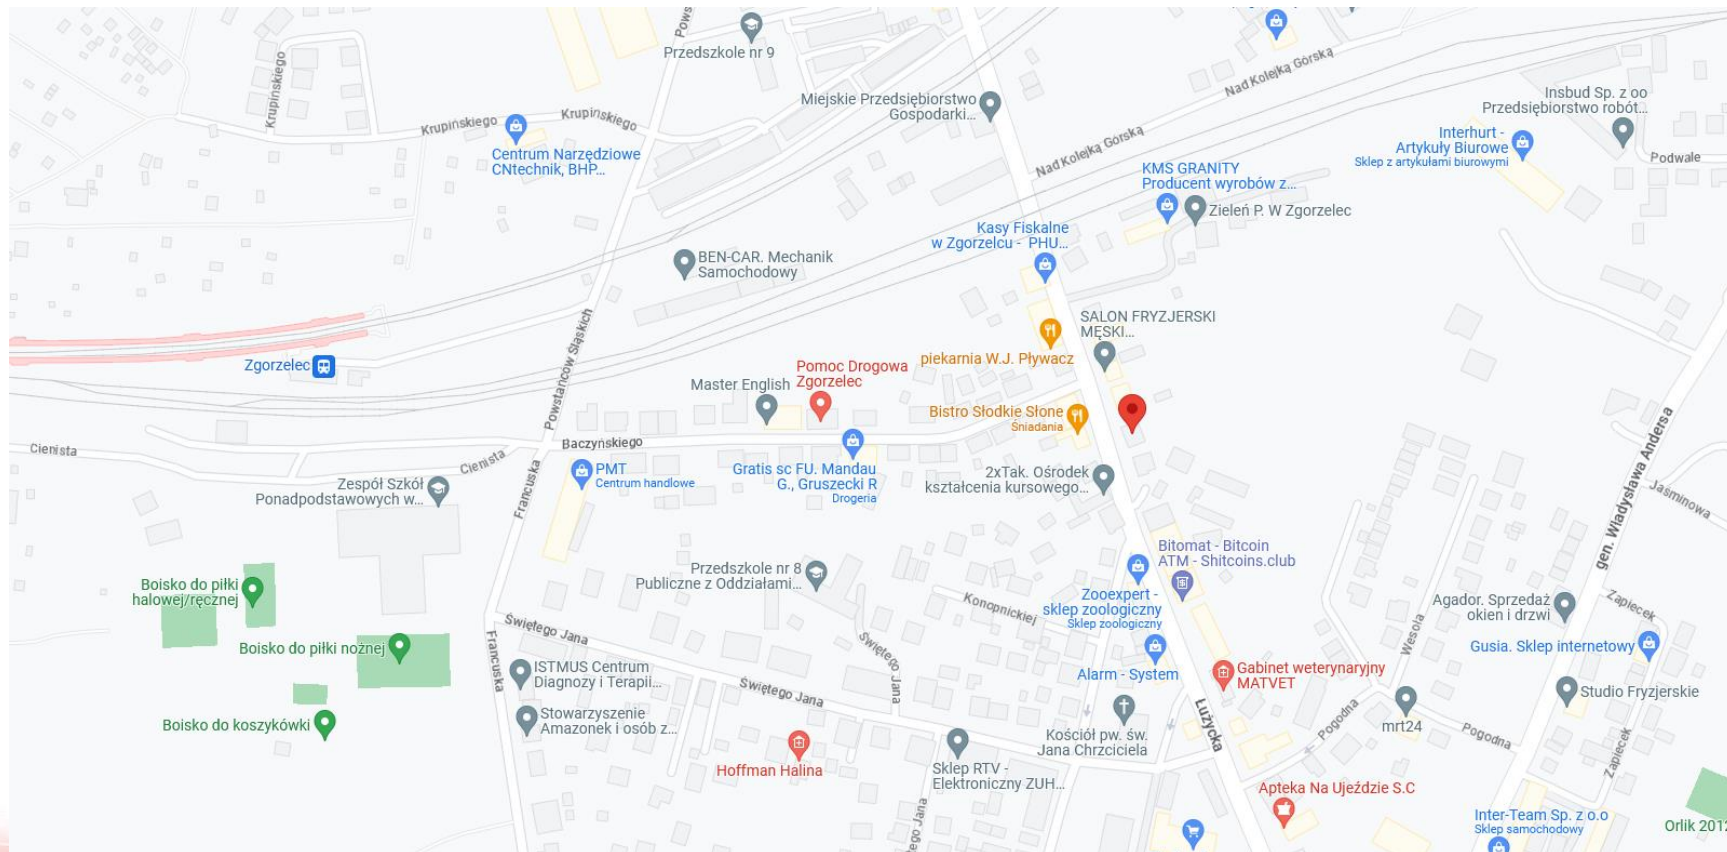 Pows
Przedszkole nr 9
Krupińskiego
Krupińskiego
Krupińskiego
Centrum Narzędziowe
CNtechnik, BHP...
Miejskie Przedsiębiorstwo
Gospodarki...
Nad Kolejką Górską
Nad Kolejką Górską
Insbud Sp. z oo
Przedsiębiorstwo robót...
Interhurt -
Artykuły Biurowe
Sklep z artykułami biurowymi
Podwale
KMS GRANITY
Producent wyrobów z...
Zieleń P. W Zgorzelec
Kasy Fiskalne
w Zgorzelcu - PHU...
BEN-CAR. Mechanik
Samochodowy
SALON FRYZJERSKI
MĘSKI...
piekarnia W.J. Pływacz
Zgorzelec
Powstańców Śląskich
Pomoc Drogowa
Zgorzelec
Master English
Bistro Słodkie Słone
Śniadania
Cienista
Cienista
Baczyńskiego
PMT
Centrum handlowe
Gratis sc FU. Mandau
G., Gruszecki R
Drogeria
2xTak. Ośrodek
kształcenia kursowego...
Zespół Szkół
Ponadpodstawowych w...
Francuska
gen. Władysława Andersa
Jaśminowa
Bitomat - Bitcoin
ATM - Shitcoins.club
Przedszkole nr 8
Publiczne z Oddziałami...
Boisko do piłki
halowej/ręcznej
Zooexpert -
sklep zoologiczny
Sklep zoologiczny
Konopnickiej
Agador. Sprzedaż
okien i drzwi
Zapiecek
Wesoła
Świętego Jana
Świętego Jana
Boisko do piłki nożnej
Francuska
Gusia. Sklep internetowy
ISTMUS Centrum
Diagnozy i Terapii...
Alarm - System
Gabinet weterynaryjny
MATVET
Świętego Jana
Studio Fryzjerskie
Boisko do koszykówki
Stowarzyszenie
Amazonek i osób z...
Łużycka
Pogodna
mrt24
Pogodna
Zapiecek
Kościół pw. św.
Jana Chrzciciela
Hoffman Halina
Sklep RTV -
Elektroniczny ZUH...
Apteka Na Ujeździe S.C
Świętego Jana
Inter-Team Sp. z o.o
Sklep samochodowy
Orlik 2012